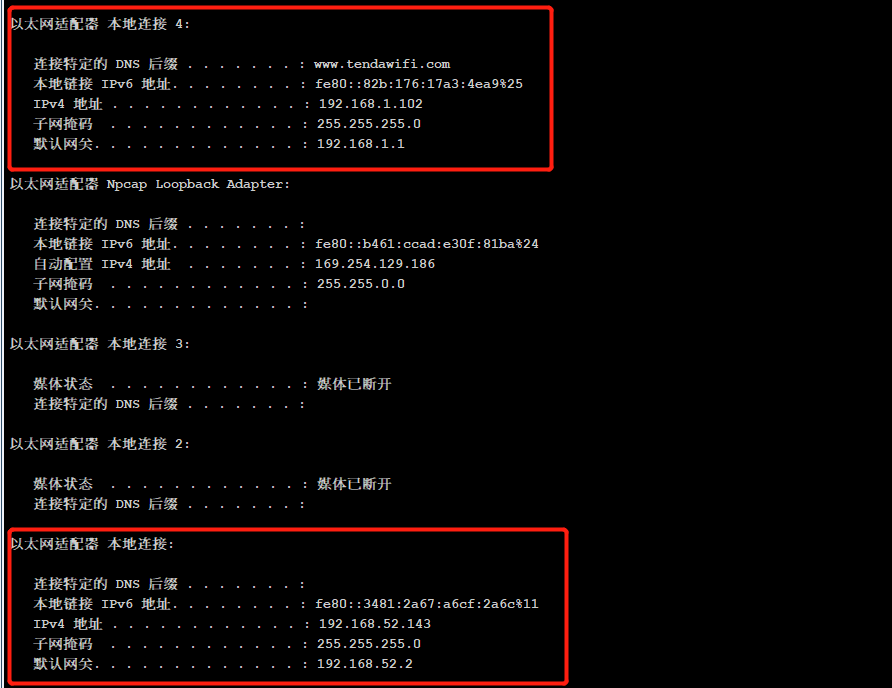 以太网适配器 本地连接 4:
连接特定的 DNS 后缀 . . . . . . . : www.tendawifi.com
本地链接 IPv6 地址. . . . . . . . : fe80::82b:176:17a3:4ea9%25
IPv4 地址 . . . . . . . . . . . . : 192.168.1.102
子网掩码  . . . . . . . . . . . . : 255.255.255.0
默认网关. . . . . . . . . . . . . : 192.168.1.1
以太网适配器 Npcap Loopback Adapter:
连接特定的 DNS 后缀 . . . . . . . :
本地链接 IPv6 地址. . . . . . . . : fe80::b461:ccad:e30f:81ba%24
自动配置 IPv4 地址  . . . . . . . : 169.254.129.186
子网掩码  . . . . . . . . . . . . : 255.255.0.0
默认网关. . . . . . . . . . . . . :
以太网适配器 本地连接 3:
媒体状态  . . . . . . . . . . . . : 媒体已断开
连接特定的 DNS 后缀 . . . . . . . :
以太网适配器 本地连接 2:
媒体状态  . . . . . . . . . . . . : 媒体已断开
连接特定的 DNS 后缀 . . . . . . . :
以太网适配器 本地连接:
连接特定的 DNS 后缀 . . . . . . . :
本地链接 IPv6 地址. . . . . . . . : fe80::3481:2a67:a6cf:2a6c%11
IPv4 地址 . . . . . . . . . . . . : 192.168.52.143
子网掩码  . . . . . . . . . . . . : 255.255.255.0
默认网关. . . . . . . . . . . . . : 192.168.52.2